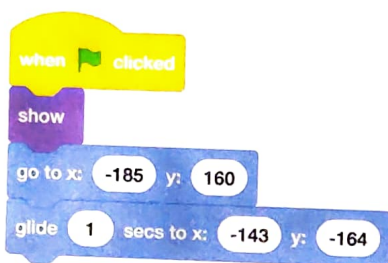 when clicked
show
go to x: -185 y: 160
glide 1 secs to x: -143 y: -164